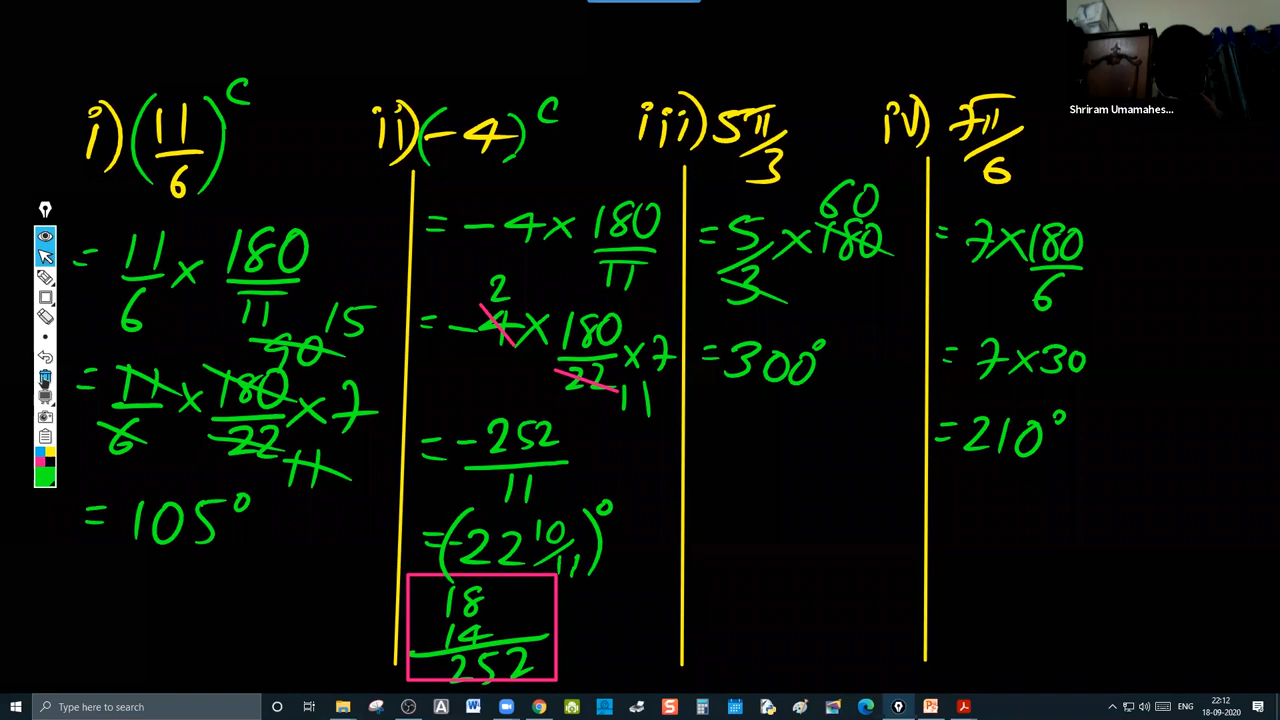 Shriram Umamahes...
i) (11/6)ᶜ
= 11/6 × 180/π
15
90
= 11/6 × 180/22 × 7
11
= 105°
ii) (-4)ᶜ
= -4 × 180/π
2
= -4 × 180/22 × 7
11
= -252/11
= (-22 10/11)°
18
14
252
iii) 5π/3
60
= 5/3 × 180
= 300°
iv) 7π/6
= 7 × 180/6
= 7 × 30
= 210°
Type here to search
ENG
22:12
18-09-2020